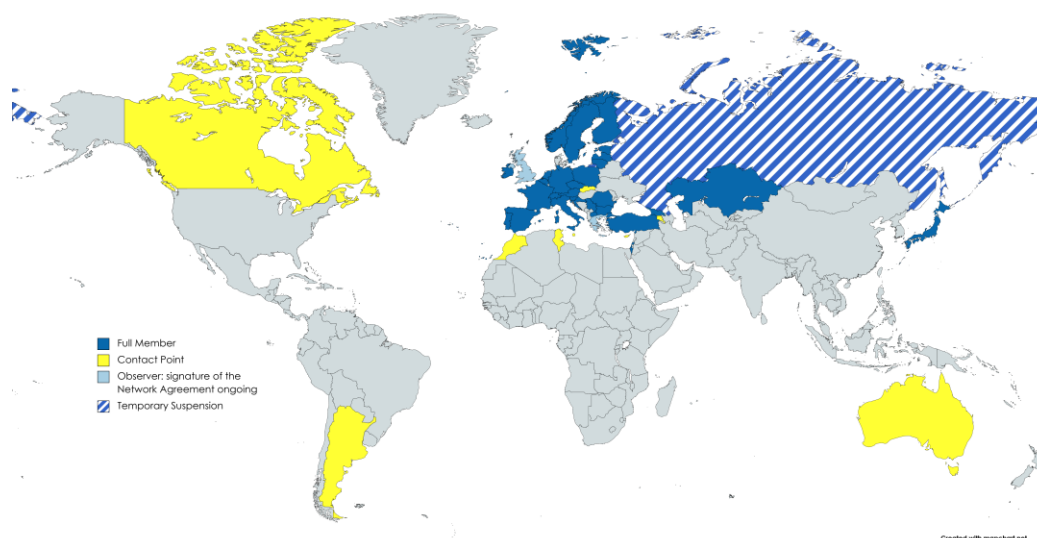 Full Member
Contact Point
Observer: signature of the
Network Agreement ongoing
Temporary Suspension